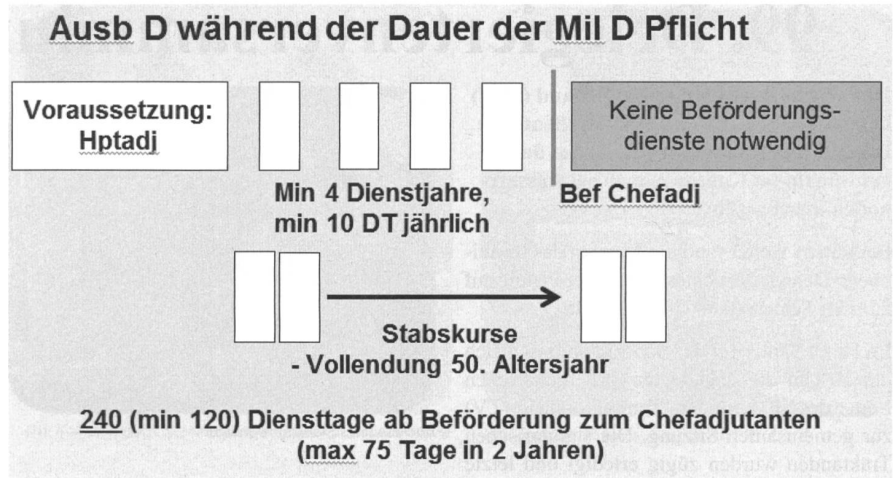 Ausb D während der Dauer der Mil D Pflicht
Voraussetzung:
Hptadj
Keine Beförderungs-
dienste notwendig
Min 4 Dienstjahre,
min 10 DT jährlich
Bef Chefadj
Stabskurse
- Vollendung 50. Altersjahr
240 (min 120) Diensttage ab Beförderung zum Chefadjutanten
(max 75 Tage in 2 Jahren)